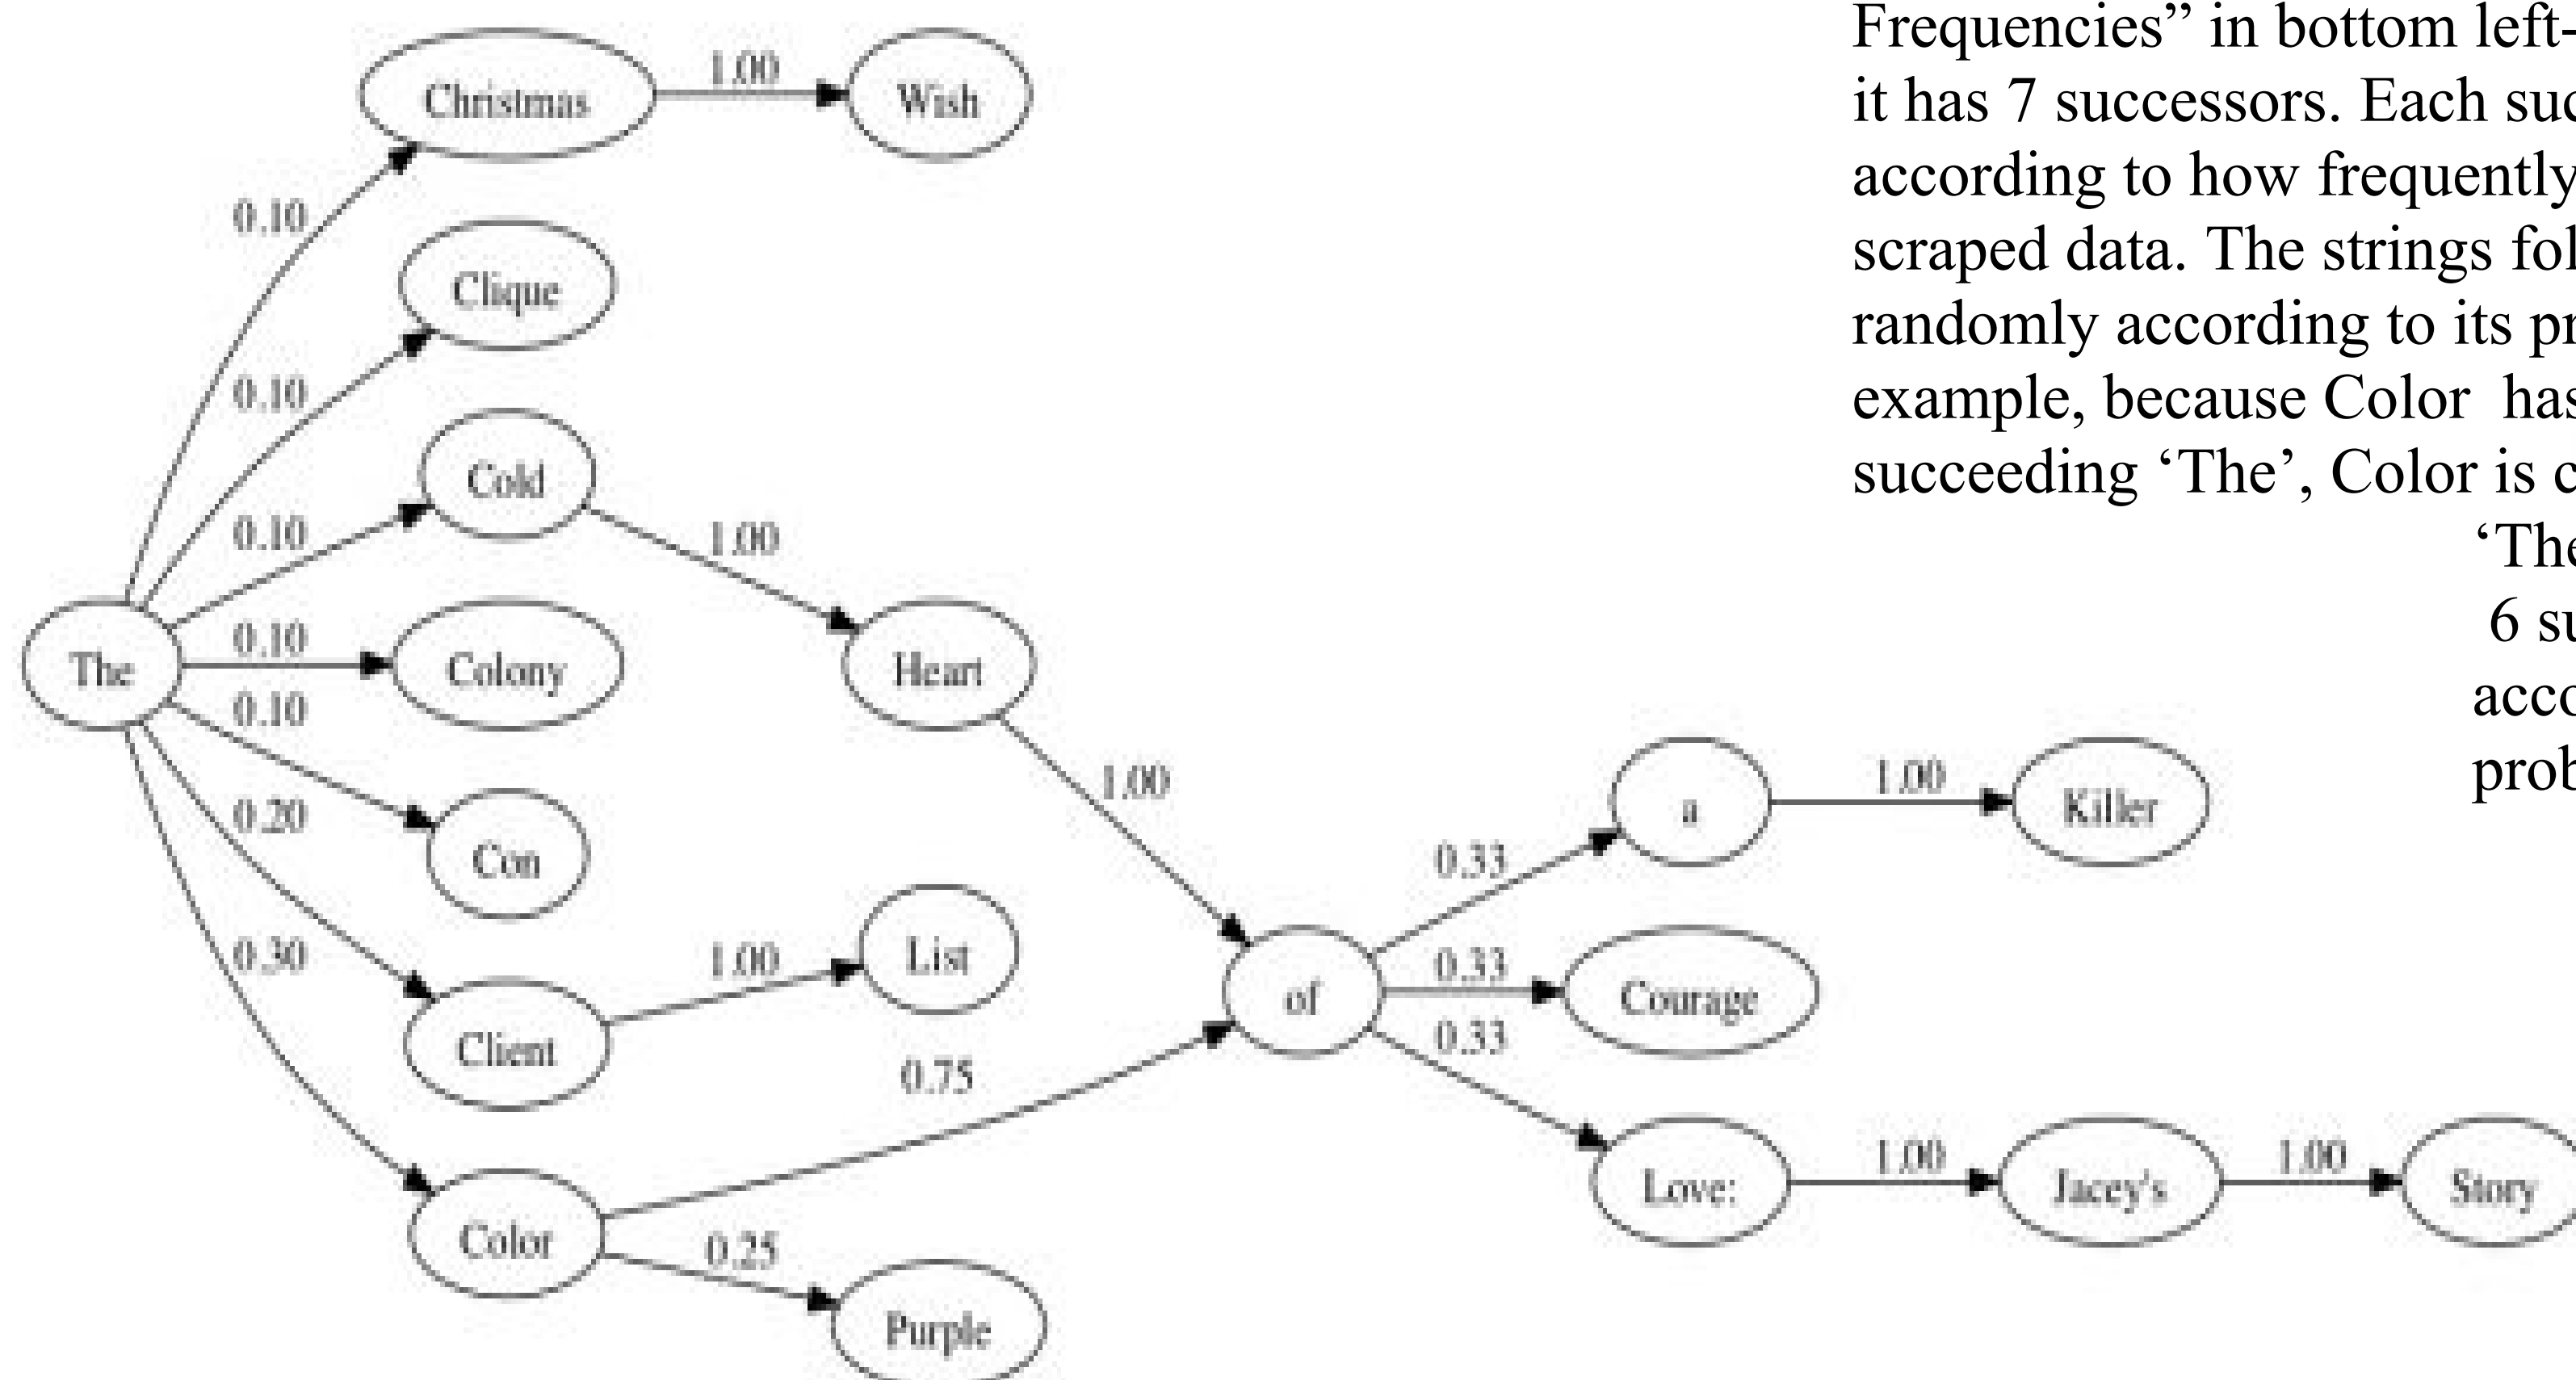 Christmas
1.00
Wish
0.10
Clique
0.10
Cold
0.10
1.00
The
0.10
Colony
Heart
0.10
Con
0.20
1.00
a
1.00
Killer
0.33
Client
1.00
List
0.30
of
0.33
Courage
0.33
0.75
Color
0.25
Purple
Love:
1.00
Jacey's
1.00
Story
Frequencies” in bottom left-
it has 7 successors. Each suc
according to how frequently
scraped data. The strings fol
randomly according to its pr
example, because Color has
succeeding ‘The’, Color is c
‘The
6 su
acco
prob